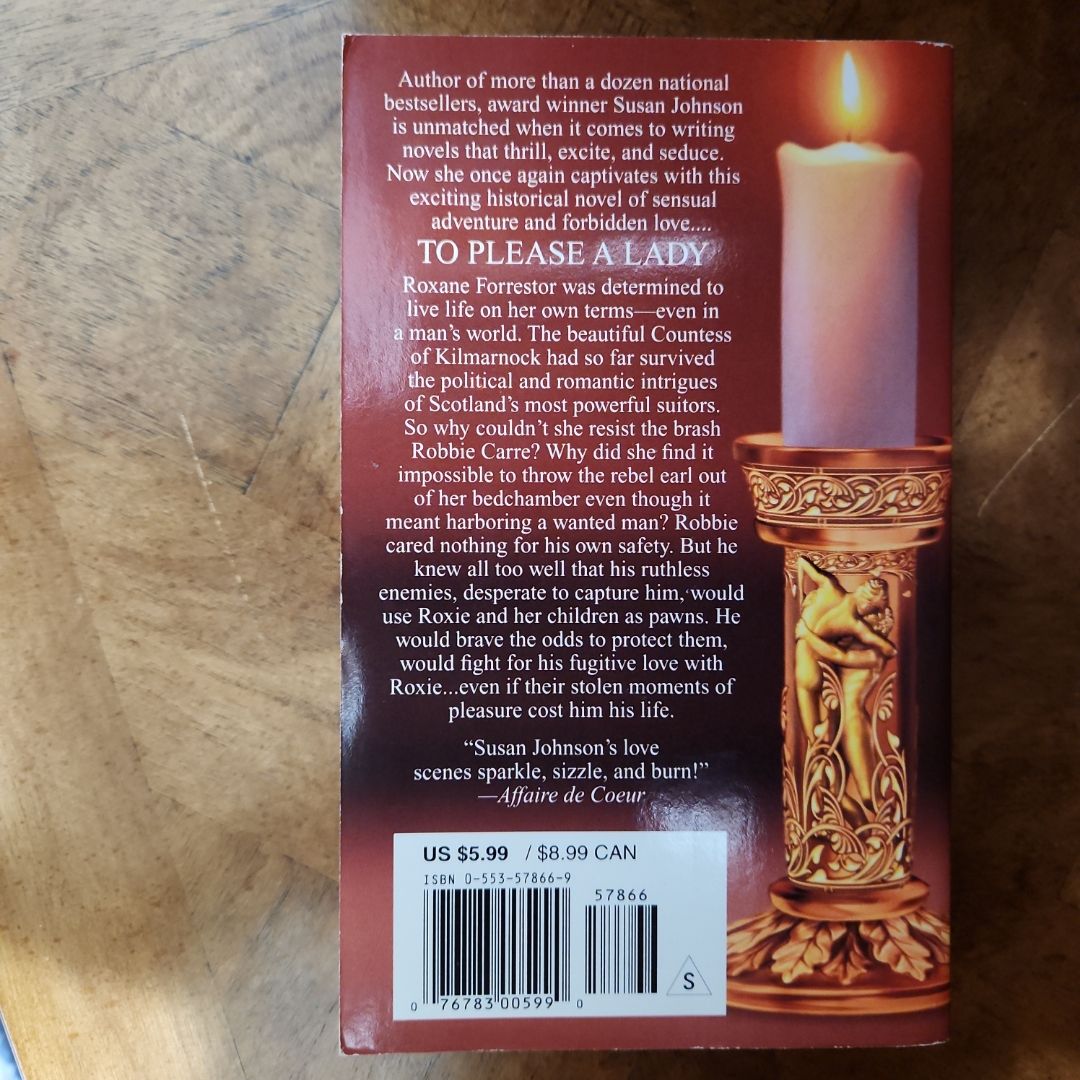 Author of more than a dozen national
bestsellers, award winner Susan Johnson
is unmatched when it comes to writing
novels that thrill, excite, and seduce.
Now she once again captivates with this
exciting historical novel of sensual
adventure and forbidden love....
TO PLEASE A LADY
Roxane Forrestor was determined to
live life on her own terms—even in
a man's world. The beautiful Countess
of Kilmarnock had so far survived
the political and romantic intrigues
of Scotland's most powerful suitors.
So why couldn't she resist the brash
Robbie Carre? Why did she find it
impossible to throw the rebel earl out
of her bedchamber even though it
meant harboring a wanted man? Robbie
cared nothing for his own safety. But he
knew all too well that his ruthless
enemies, desperate to capture him, would
use Roxie and her children as pawns. He
would brave the odds to protect them,
would fight for his fugitive love with
Roxie...even if their stolen moments of
pleasure cost him his life.
“Susan Johnson's love
scenes sparkle, sizzle, and burn!”
—Affaire de Coeur
US $5.99 / $8.99 CAN
ISBN 0-553-57866-9
57866
0 76783 00599 0
S